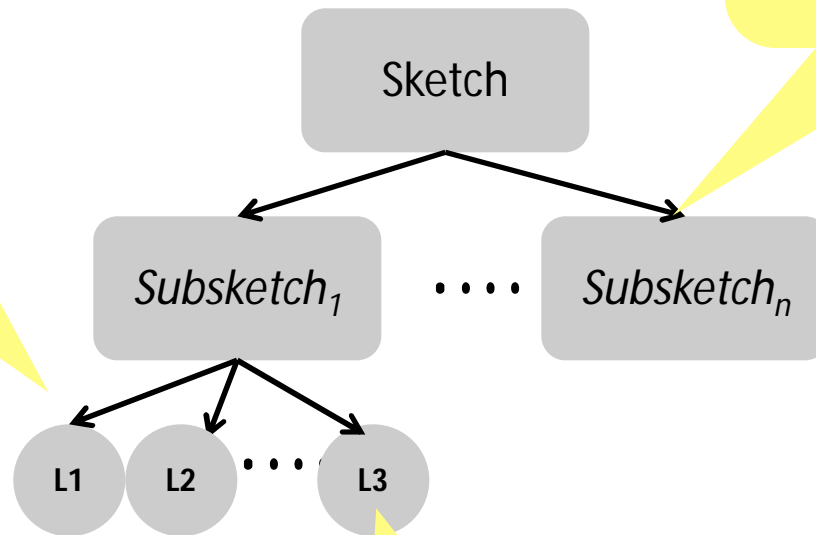 Sketch
Subsketch₁ .... Subsketchₙ
L1 L2 .... L3